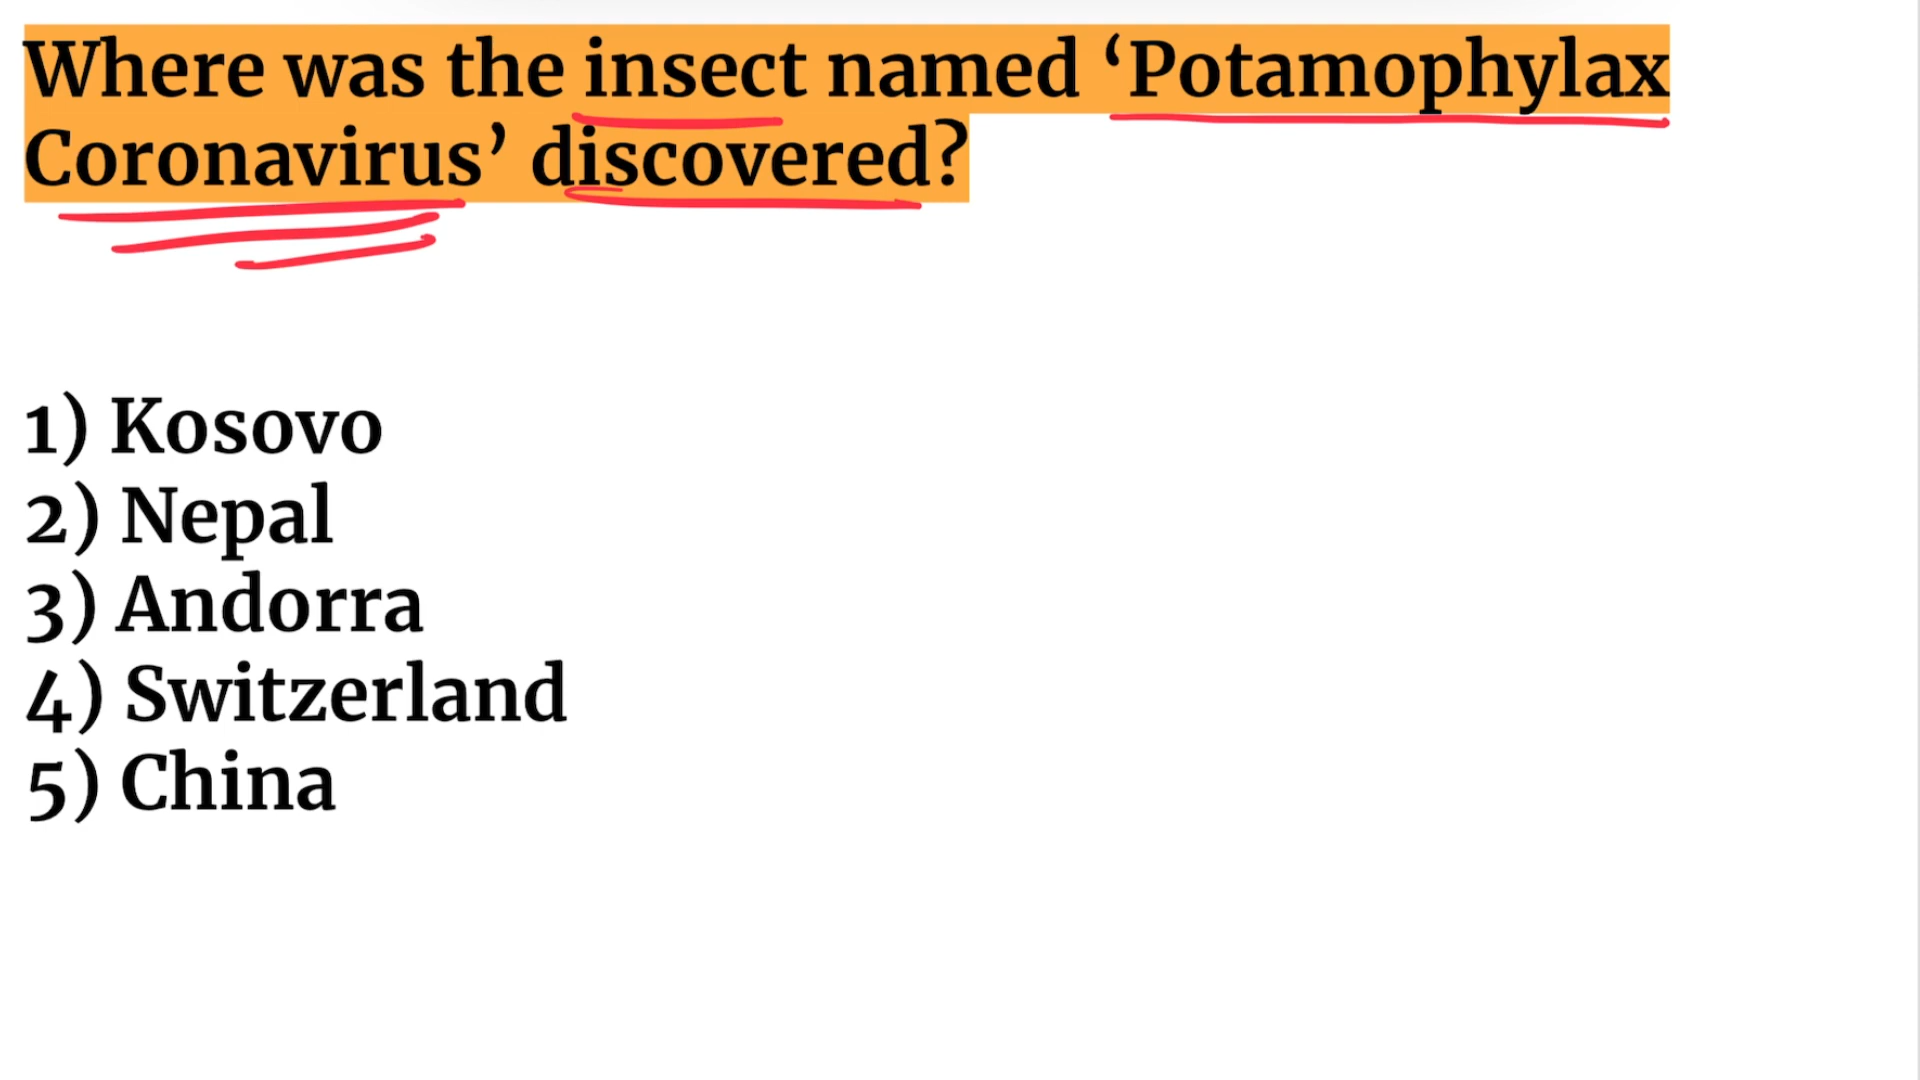 Where was the insect named ‘Potamophylax
Coronavirus’ discovered?
1) Kosovo
2) Nepal
3) Andorra
4) Switzerland
5) China